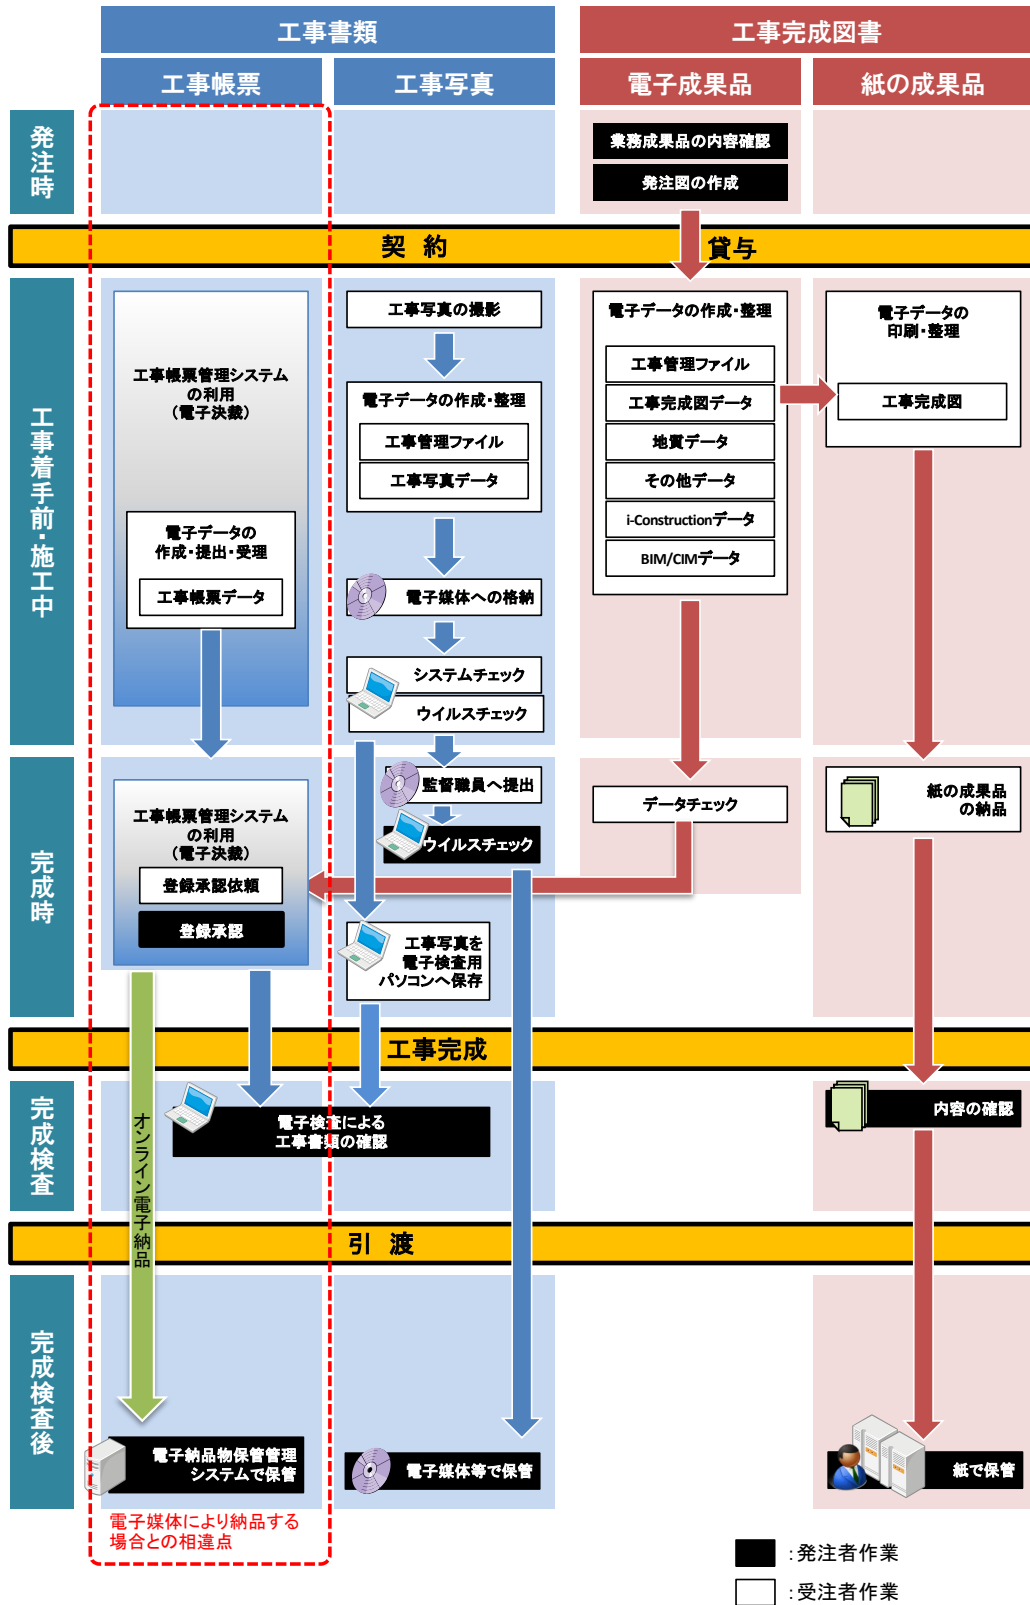 工事書類
工事完成図書
工事帳票
工事写真
電子成果品
紙の成果品
発注時
業務成果品の内容確認
発注図の作成
契 約
貸与
工事着手前・施工中
工事帳票管理システム
の利用
（電子決裁）
電子データの
作成・提出・受理
工事帳票データ
工事写真の撮影
電子データの作成・整理
工事管理ファイル
工事写真データ
電子媒体への格納
システムチェック
ウイルスチェック
電子データの作成・整理
工事管理ファイル
工事完成図データ
地質データ
その他データ
i-Constructionデータ
BIM/CIMデータ
電子データの
印刷・整理
工事完成図
完成時
工事帳票管理システム
の利用
（電子決裁）
登録承認依頼
登録承認
監督職員へ提出
ウイルスチェック
工事写真を
電子検査用
パソコンへ保存
データチェック
紙の成果品
の納品
工事完成
完成検査
オンライン電子納品
電子検査による
工事書類の確認
内容の確認
引 渡
完成検査後
電子納品物保管管理
システムで保管
電子媒体等で保管
紙で保管
電子媒体により納品する
場合との相違点
：発注者作業
：受注者作業